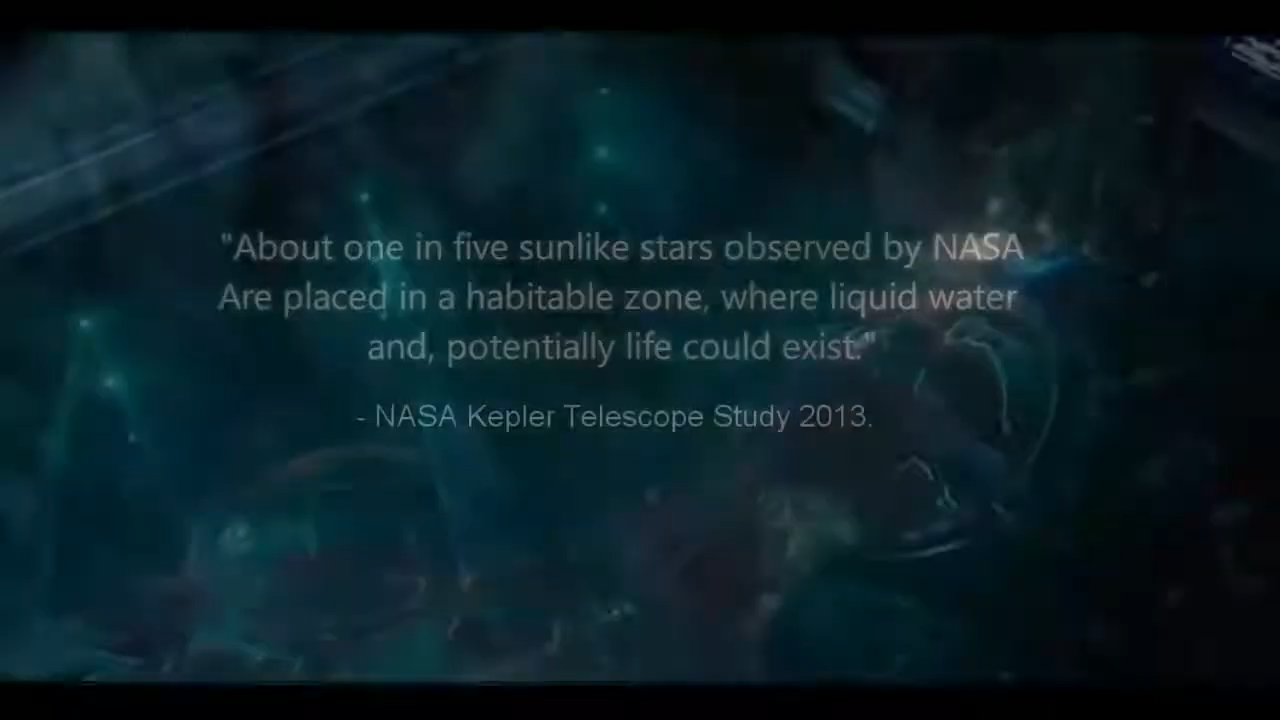 "About one in five sunlike stars observed by NASA
Are placed in a habitable zone, where liquid water
and, potentially life could exist."
- NASA Kepler Telescope Study 2013.